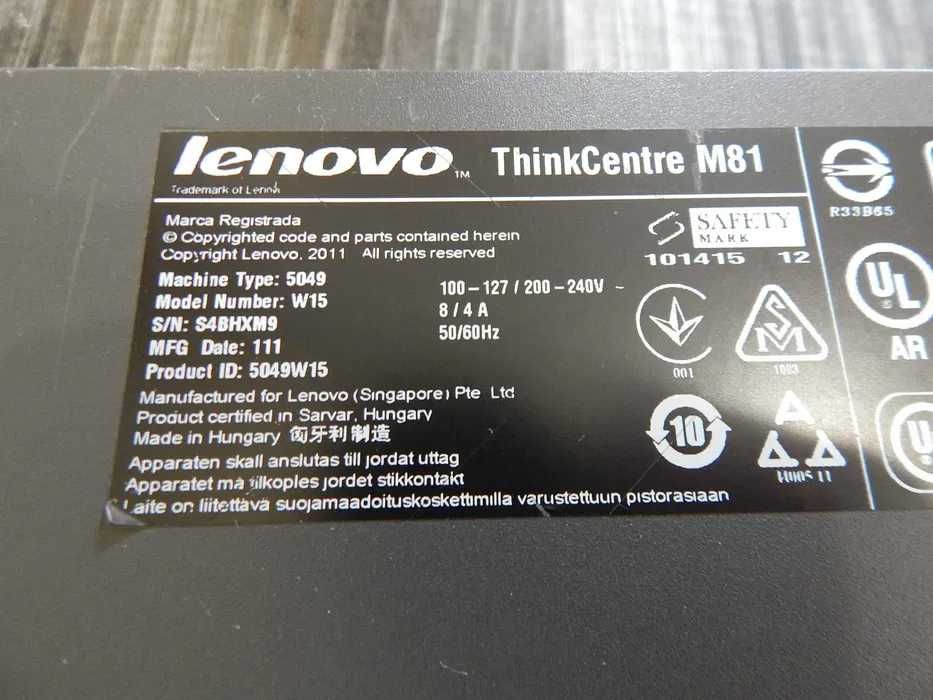 lenovo™ ThinkCentre M81
Trademark of Lenovo
Marca Registrada
© Copyrighted code and parts contained herein
Copyright Lenovo, 2011 All rights reserved
Machine Type: 5049
Model Number: W15
S/N: S4BHXM9
MFG Date: 111
Product ID: 5049W15
100-127 / 200-240V ~
8 / 4 A
50/60Hz
Manufactured for Lenovo (Singapore) Pte Ltd
Product certified in Sarvar, Hungary
Made in Hungary 匈牙利制造
Apparaten skall anslutas till jordat uttag
Apparatet må tilkoples jordet stikkontakt
Laite on liitettävä suojamaadoituskoskettimilla varustettuun pistorasiaan
SAFETY
MARK
101415 12
001
SM
1003
10
A
R33B65
UL
®
AR